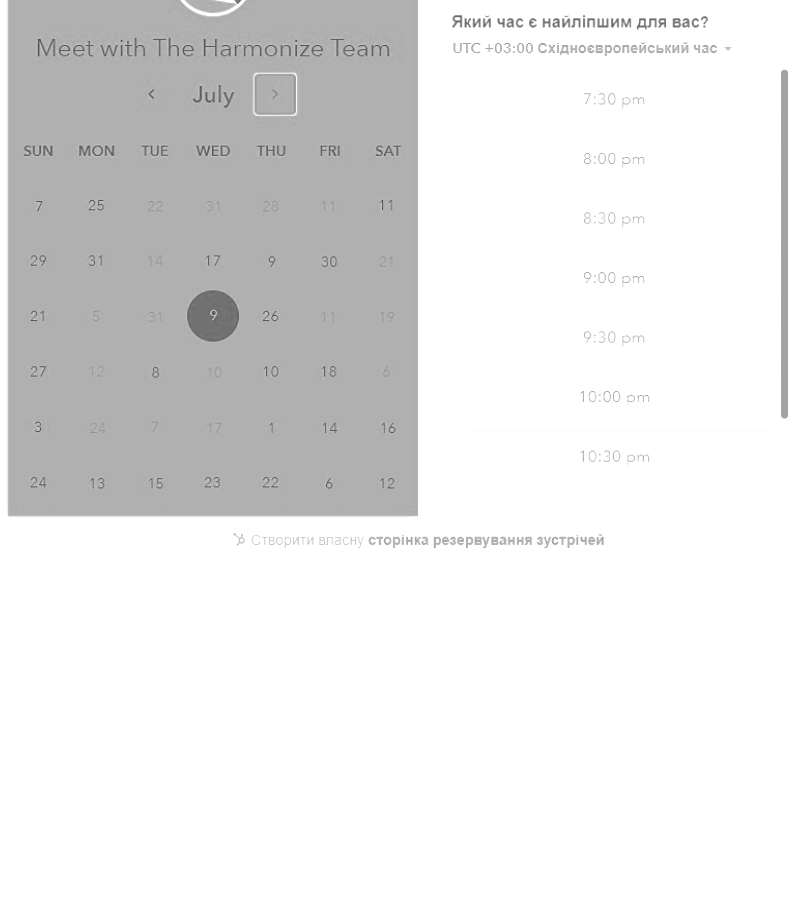 Meet with The Harmonize Team
July
SUN MON TUE WED THU FRI SAT
7 25 22 31 28 11 11
29 31 14 17 9 30 21
21 5 31 9 26 11 19
27 12 8 10 10 18 6
3 24 7 17 1 14 16
24 13 15 23 22 6 12
Який час є найліпшим для вас?
UTC +03:00 Східноєвропейський час
7:30 pm
8:00 pm
8:30 pm
9:00 pm
9:30 pm
10:00 pm
10:30 pm
Створити власну сторінка резервування зустрічей